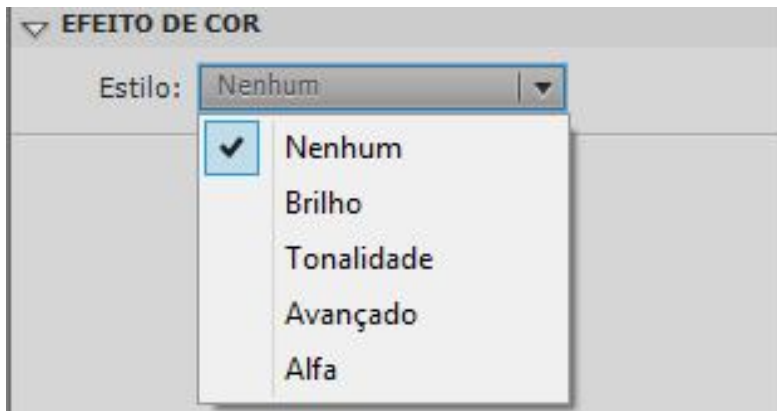 EFEITO DE COR
Estilo: Nenhum
Nenhum
Brilho
Tonalidade
Avançado
Alfa